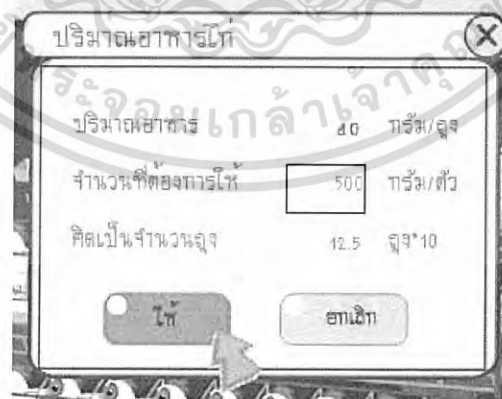 ปริมาณอาหารไก่
ปริมาณอาหาร 40 กรัม/ถุง
จำนวนที่ต้องการให้ 500 กรัม/ตัว
คิดเป็นจำนวนถุง 12.5 ถุง*10
ให้ ยกเลิก